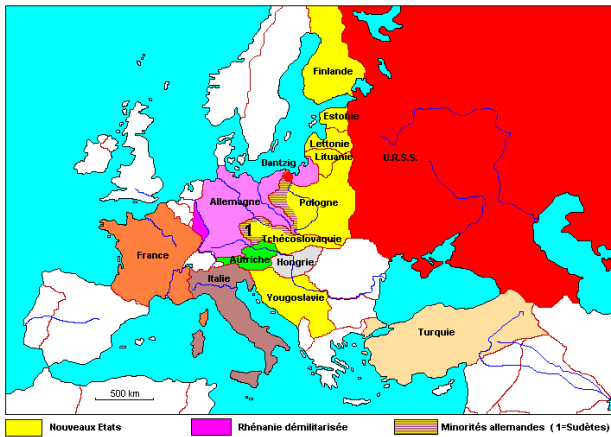 Finlande
Estonie
Lettonie
Lituanie
Dantzig
U.R.S.S.
Allemagne
Pologne
1
Tchécoslovaquie
France
Autriche
Hongrie
Italie
Yougoslavie
Turquie
500 km
Nouveaux Etats
Rhénanie démilitarisée
Minorités allemandes ( 1=Sudètes)